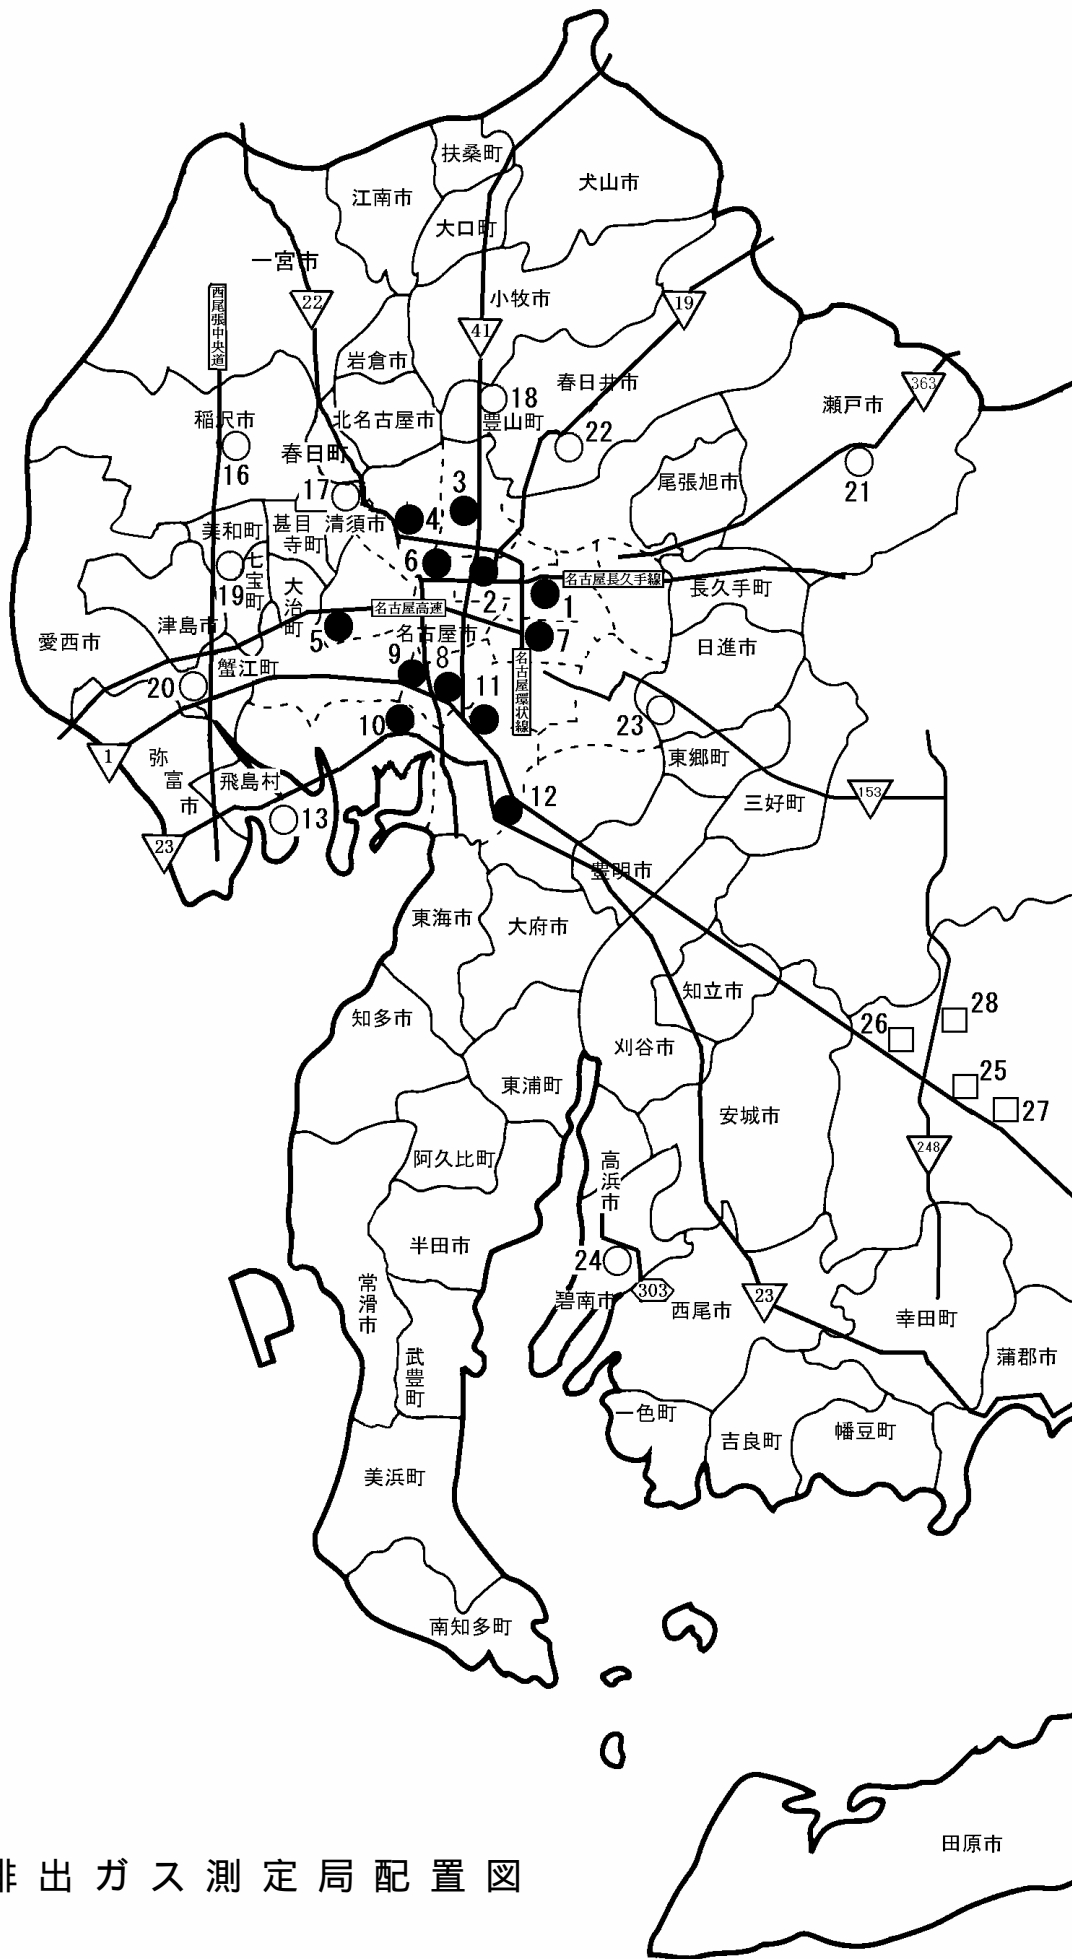 扶桑町
犬山市
江南市
大口町
一宮市
西尾張中央道
22
小牧市
19
41
岩倉市
363
春日井市
18
瀬戸市
稲沢市
北名古屋市
豊山町
22
春日町
16
3
尾張旭市
21
17
清須市
4
美和町
甚目寺町
6
七宝町
名古屋長久手線
19
大治町
2
1
長久手町
津島市
名古屋高速
5
名古屋市
7
愛西市
日進市
蟹江町
9
8
名古屋環状線
20
11
10
23
1
弥富市
飛島村
東郷町
153
三好町
12
13
23
豊明市
東海市
大府市
知立市
28
知多市
26
刈谷市
25
東浦町
27
安城市
阿久比町
高浜市
248
半田市
24
常滑市
碧南市
303
23
西尾市
幸田町
武豊町
蒲郡市
一色町
吉良町
幡豆町
美浜町
南知多町
田原市
出ガス測定局配置図